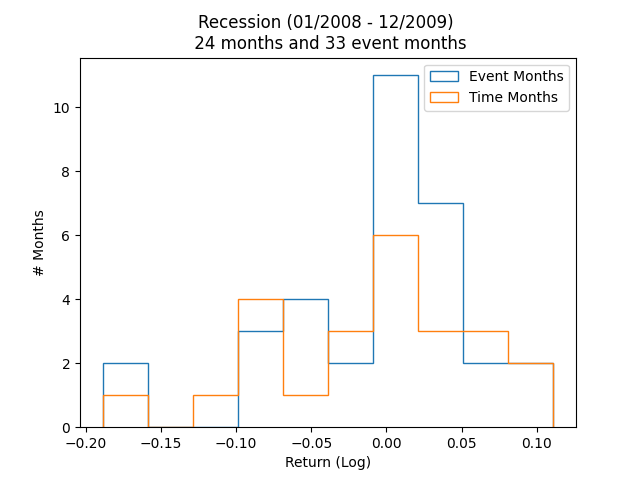 Recession (01/2008 - 12/2009)
24 months and 33 event months
Event Months
Time Months
10
8
6
4
2
0
# Months
−0.20
−0.15
−0.10
−0.05
0.00
0.05
0.10
Return (Log)